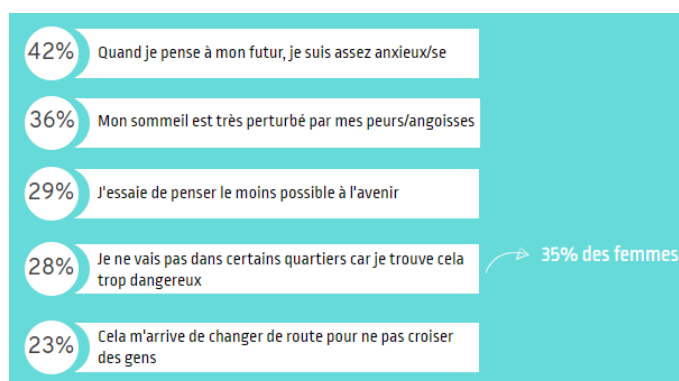 42% Quand je pense à mon futur, je suis assez anxieux/se
36% Mon sommeil est très perturbé par mes peurs/angoisses
29% J'essaie de penser le moins possible à l'avenir
28% Je ne vais pas dans certains quartiers car je trouve cela
trop dangereux
35% des femmes
23% Cela m'arrive de changer de route pour ne pas croiser
des gens